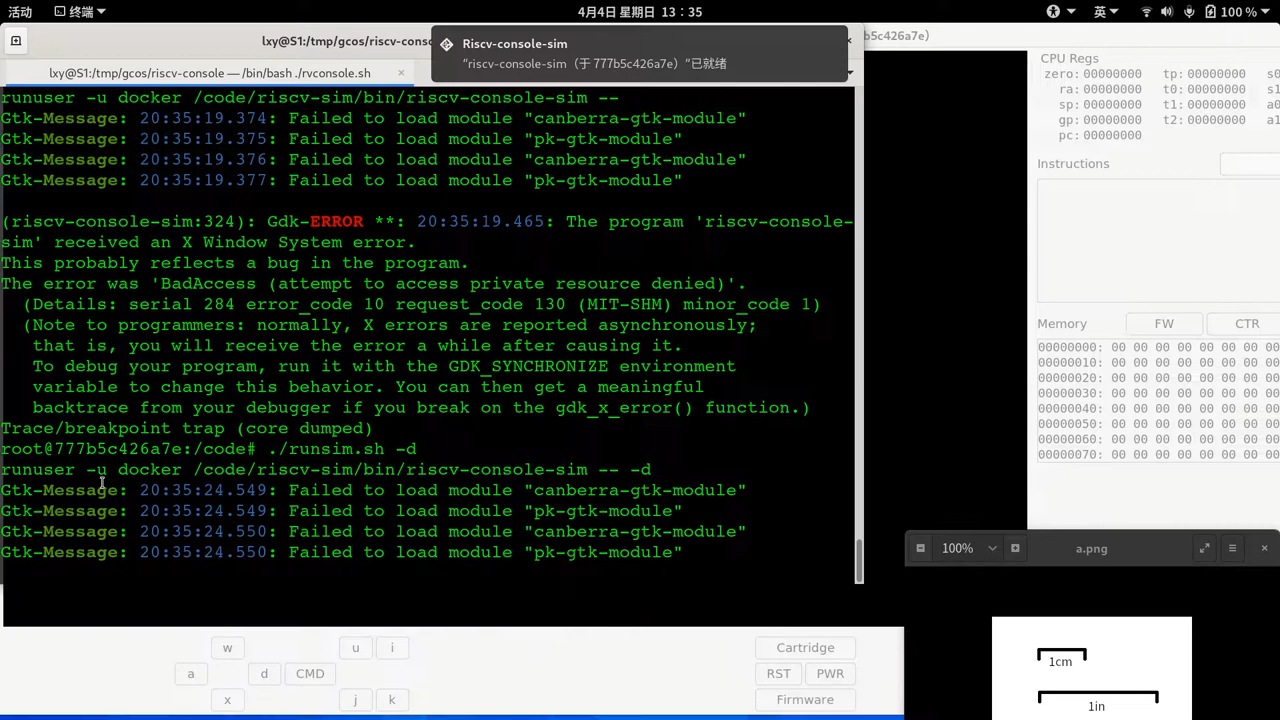 活动 终端 4月4日 星期日 13：35 英 100 %
lxy@S1:/tmp/gcos/riscv-conso
Riscv-console-sim
“riscv-console-sim（于 777b5c426a7e）”已就绪
b5c426a7e)
lxy@S1:/tmp/gcos/riscv-console — /bin/bash ./rvconsole.sh ×
runuser -u docker /code/riscv-sim/bin/riscv-console-sim --
Gtk-Message: 20:35:19.374: Failed to load module "canberra-gtk-module"
Gtk-Message: 20:35:19.375: Failed to load module "pk-gtk-module"
Gtk-Message: 20:35:19.376: Failed to load module "canberra-gtk-module"
Gtk-Message: 20:35:19.377: Failed to load module "pk-gtk-module"
(riscv-console-sim:324): Gdk-ERROR **: 20:35:19.465: The program 'riscv-console-
sim' received an X Window System error.
This probably reflects a bug in the program.
The error was 'BadAccess (attempt to access private resource denied)'.
(Details: serial 284 error_code 10 request_code 130 (MIT-SHM) minor_code 1)
(Note to programmers: normally, X errors are reported asynchronously;
that is, you will receive the error a while after causing it.
To debug your program, run it with the GDK_SYNCHRONIZE environment
variable to change this behavior. You can then get a meaningful
backtrace from your debugger if you break on the gdk_x_error() function.)
Trace/breakpoint trap (core dumped)
root@777b5c426a7e:/code# ./runsim.sh -d
runuser -u docker /code/riscv-sim/bin/riscv-console-sim -- -d
Gtk-Message: 20:35:24.549: Failed to load module "canberra-gtk-module"
Gtk-Message: 20:35:24.549: Failed to load module "pk-gtk-module"
Gtk-Message: 20:35:24.550: Failed to load module "canberra-gtk-module"
Gtk-Message: 20:35:24.550: Failed to load module "pk-gtk-module"
CPU Regs
zero: 00000000 tp: 00000000 s0
ra: 00000000 t0: 00000000 s1
sp: 00000000 t1: 00000000 a0
gp: 00000000 t2: 00000000 a1
pc: 00000000
Instructions
Memory FW CTR
00000000: 00 00 00 00 00 00 00
00000010: 00 00 00 00 00 00 00
00000020: 00 00 00 00 00 00 00
00000030: 00 00 00 00 00 00 00
00000040: 00 00 00 00 00 00 00
00000050: 00 00 00 00 00 00 00
00000060: 00 00 00 00 00 00 00
00000070: 00 00 00 00 00 00 00
100% a.png
1cm
1in
w u i Cartridge
a d CMD RST PWR
x j k Firmware